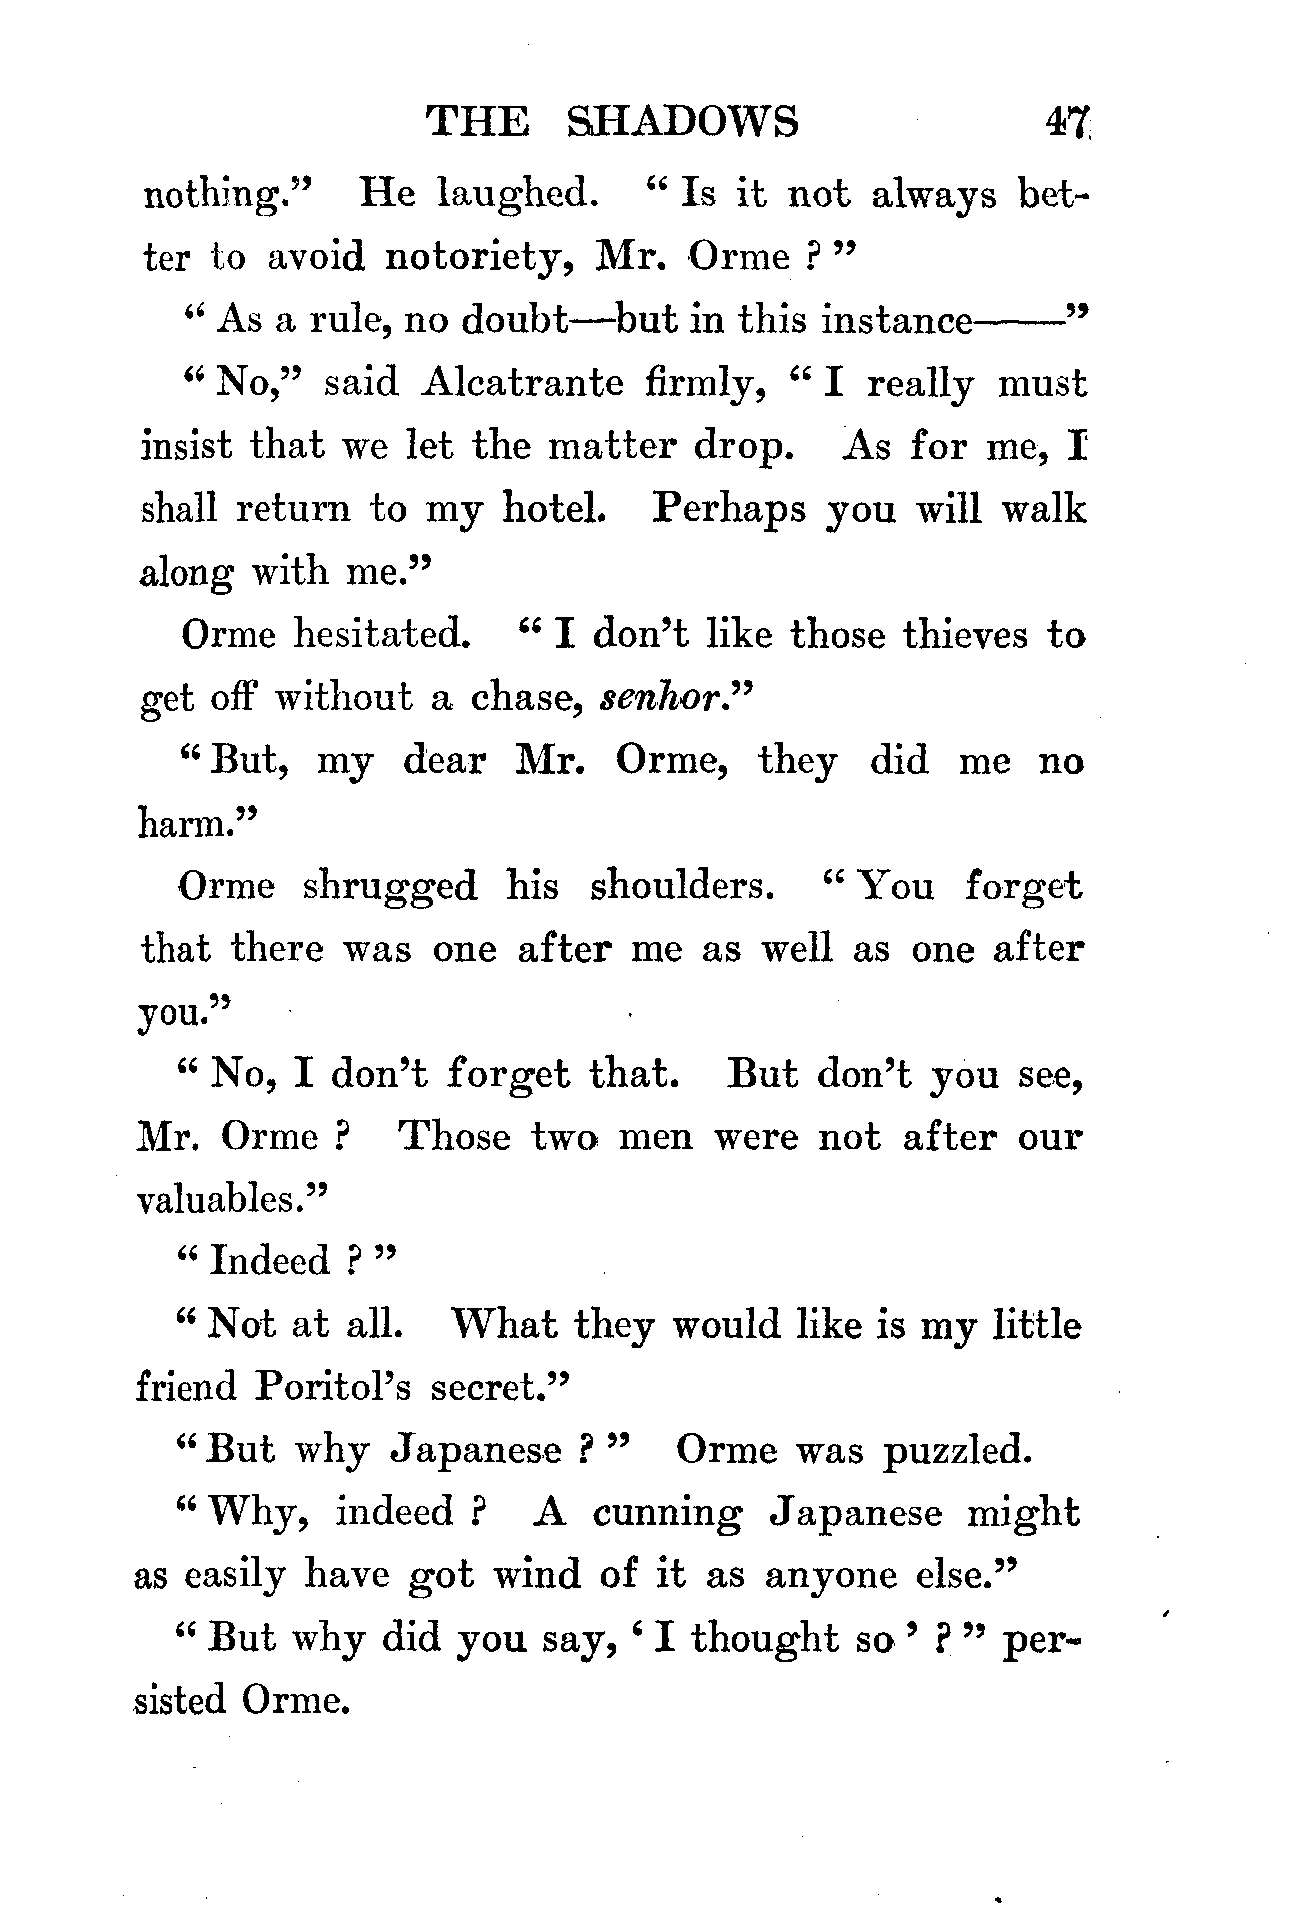 THE SHADOWS 47
nothing.” He laughed. “ Is it not always bet-
ter to avoid notoriety, Mr. Orme ? ”
“ As a rule, no doubt—but in this instance——”
“ No,” said Alcatrante firmly, “ I really must
insist that we let the matter drop. As for me, I
shall return to my hotel. Perhaps you will walk
along with me.”
Orme hesitated. “ I don’t like those thieves to
get off without a chase, senhor.”
“ But, my dear Mr. Orme, they did me no
harm.”
Orme shrugged his shoulders. “ You forget
that there was one after me as well as one after
you.”
“ No, I don’t forget that. But don’t you see,
Mr. Orme ? Those two men were not after our
valuables.”
“ Indeed ? ”
“ Not at all. What they would like is my little
friend Poritol’s secret.”
“ But why Japanese ? ” Orme was puzzled.
“ Why, indeed ? A cunning Japanese might
as easily have got wind of it as anyone else.”
“ But why did you say, ‘ I thought so ’ ? ” per-
sisted Orme.